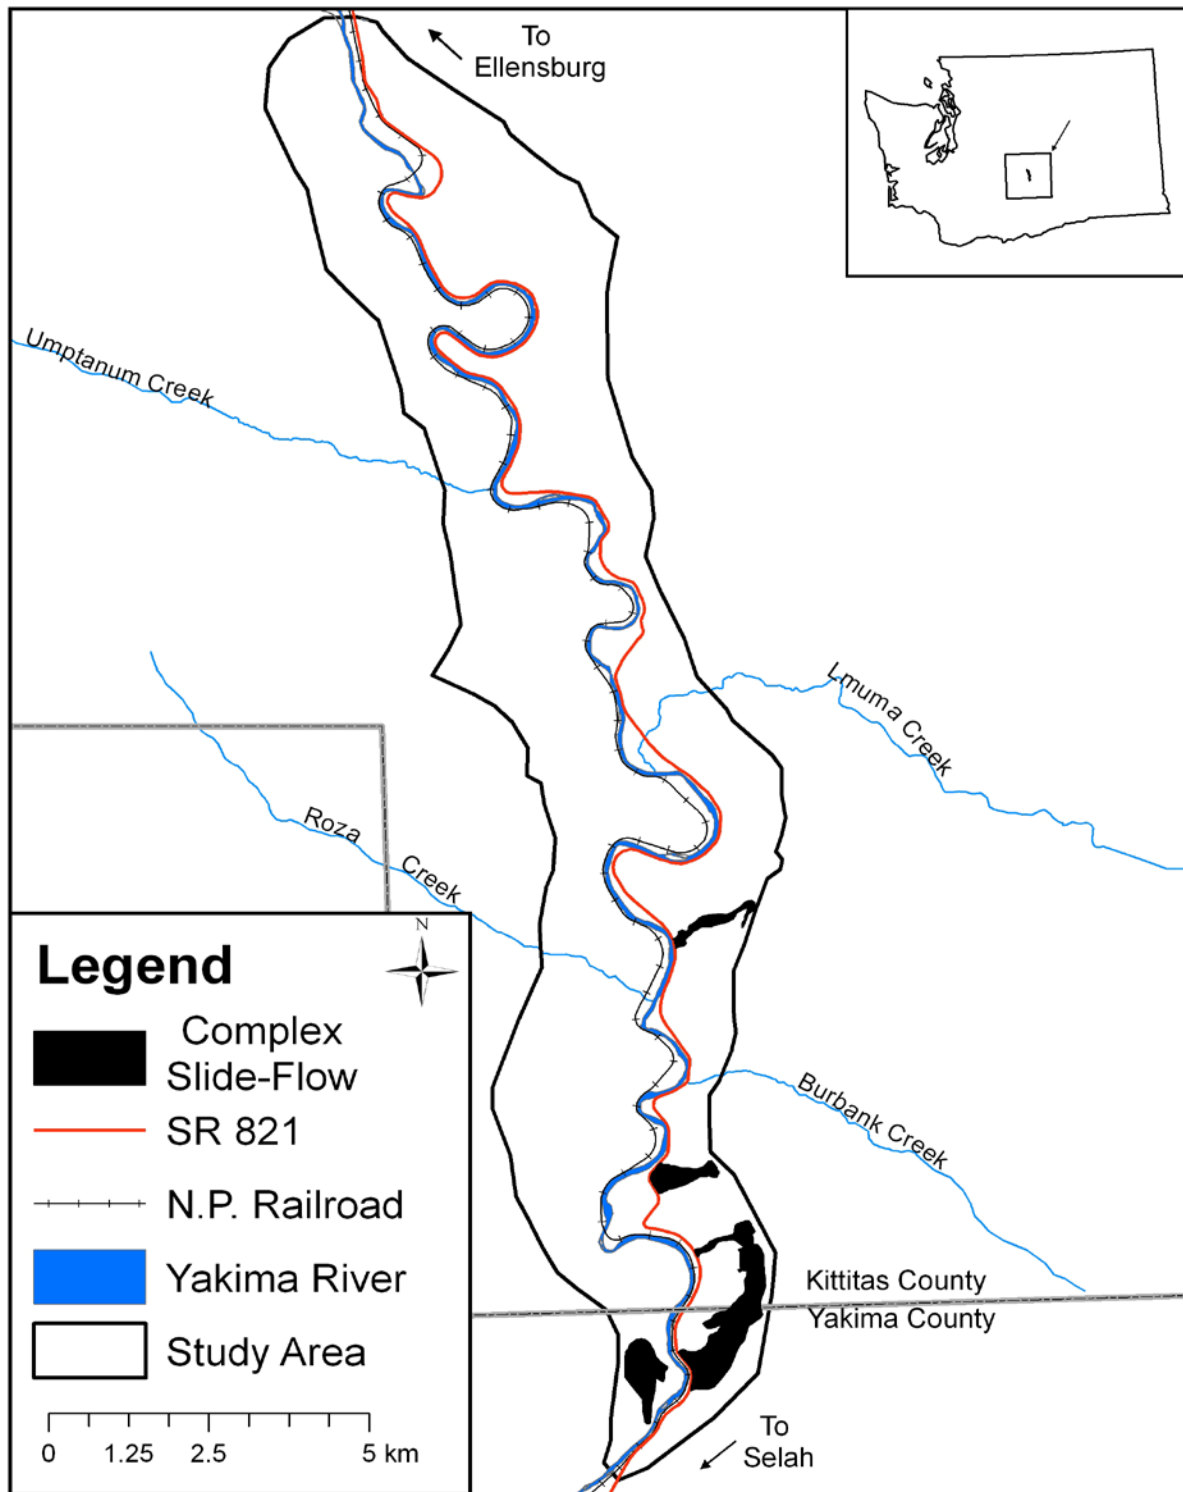 To
Ellensburg
Umptanum Creek
Lmuma Creek
Roza
Creek
Burbank Creek
Kittitas County
Yakima County
To
Selah
Legend
N
Complex
Slide-Flow
SR 821
N.P. Railroad
Yakima River
Study Area
0 1.25 2.5 5 km